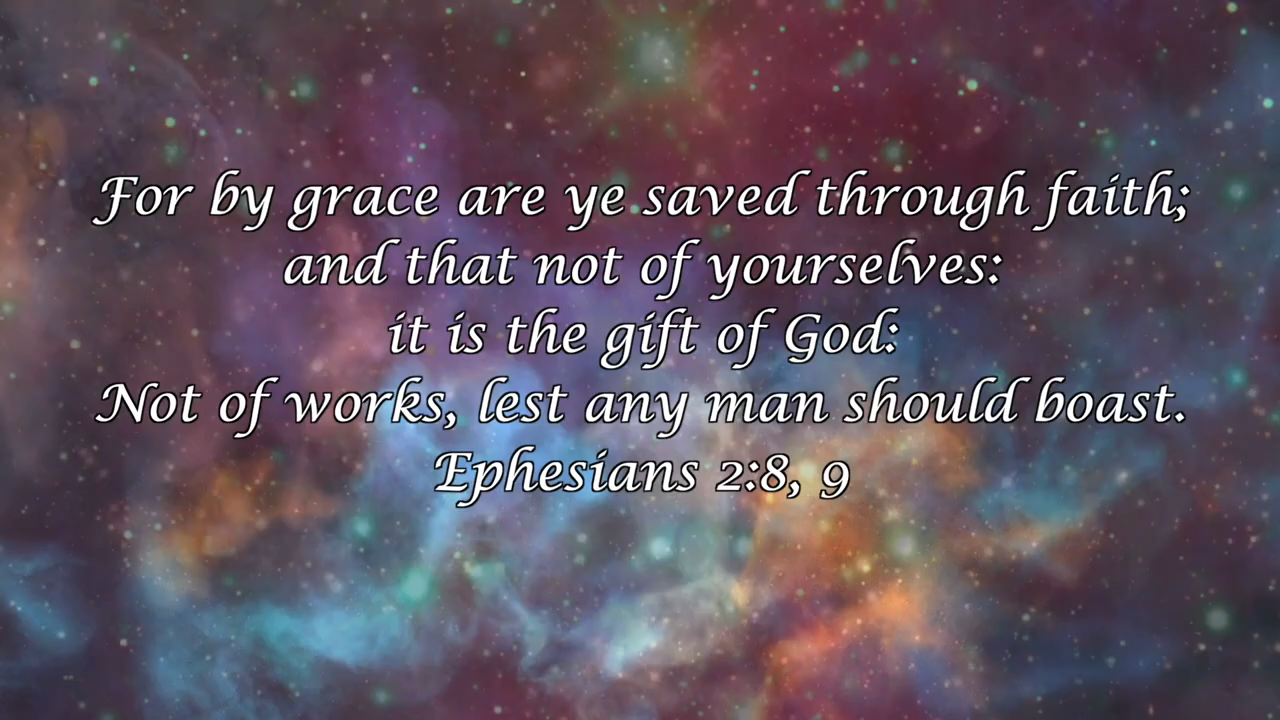 For by grace are ye saved through faith;
and that not of yourselves:
it is the gift of God:
Not of works, lest any man should boast.
Ephesians 2:8, 9